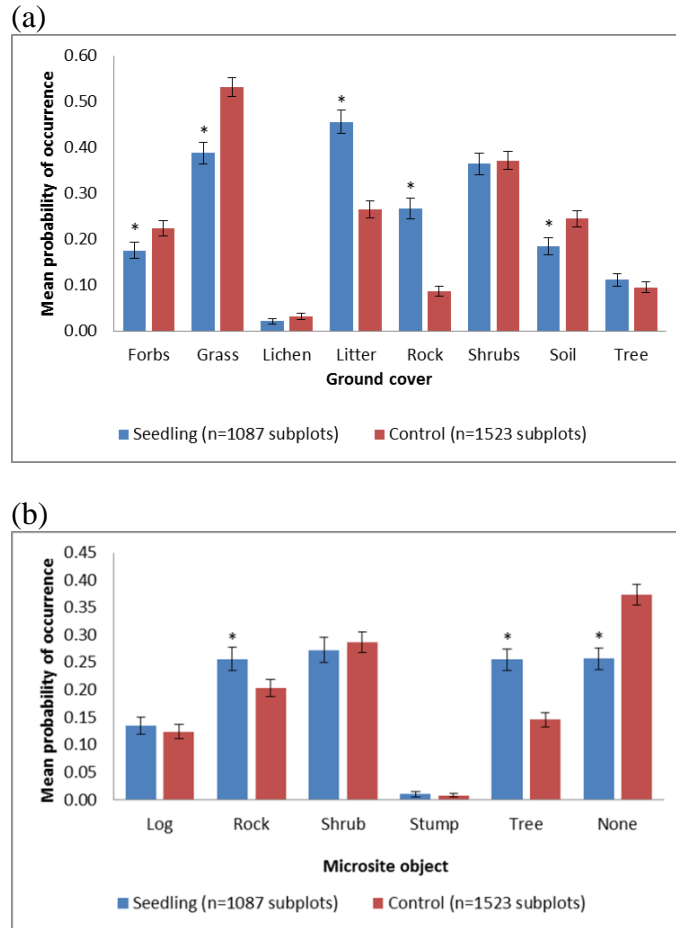 (a)
Mean probability of occurrence
0.60
0.50
0.40
0.30
0.20
0.10
0.00
* * * * *
Forbs Grass Lichen Litter Rock Shrubs Soil Tree
Ground cover
Seedling (n=1087 subplots) Control (n=1523 subplots)
(b)
Mean probability of occurrence
0.45
0.40
0.35
0.30
0.25
0.20
0.15
0.10
0.05
0.00
* * *
Log Rock Shrub Stump Tree None
Microsite object
Seedling (n=1087 subplots) Control (n=1523 subplots)